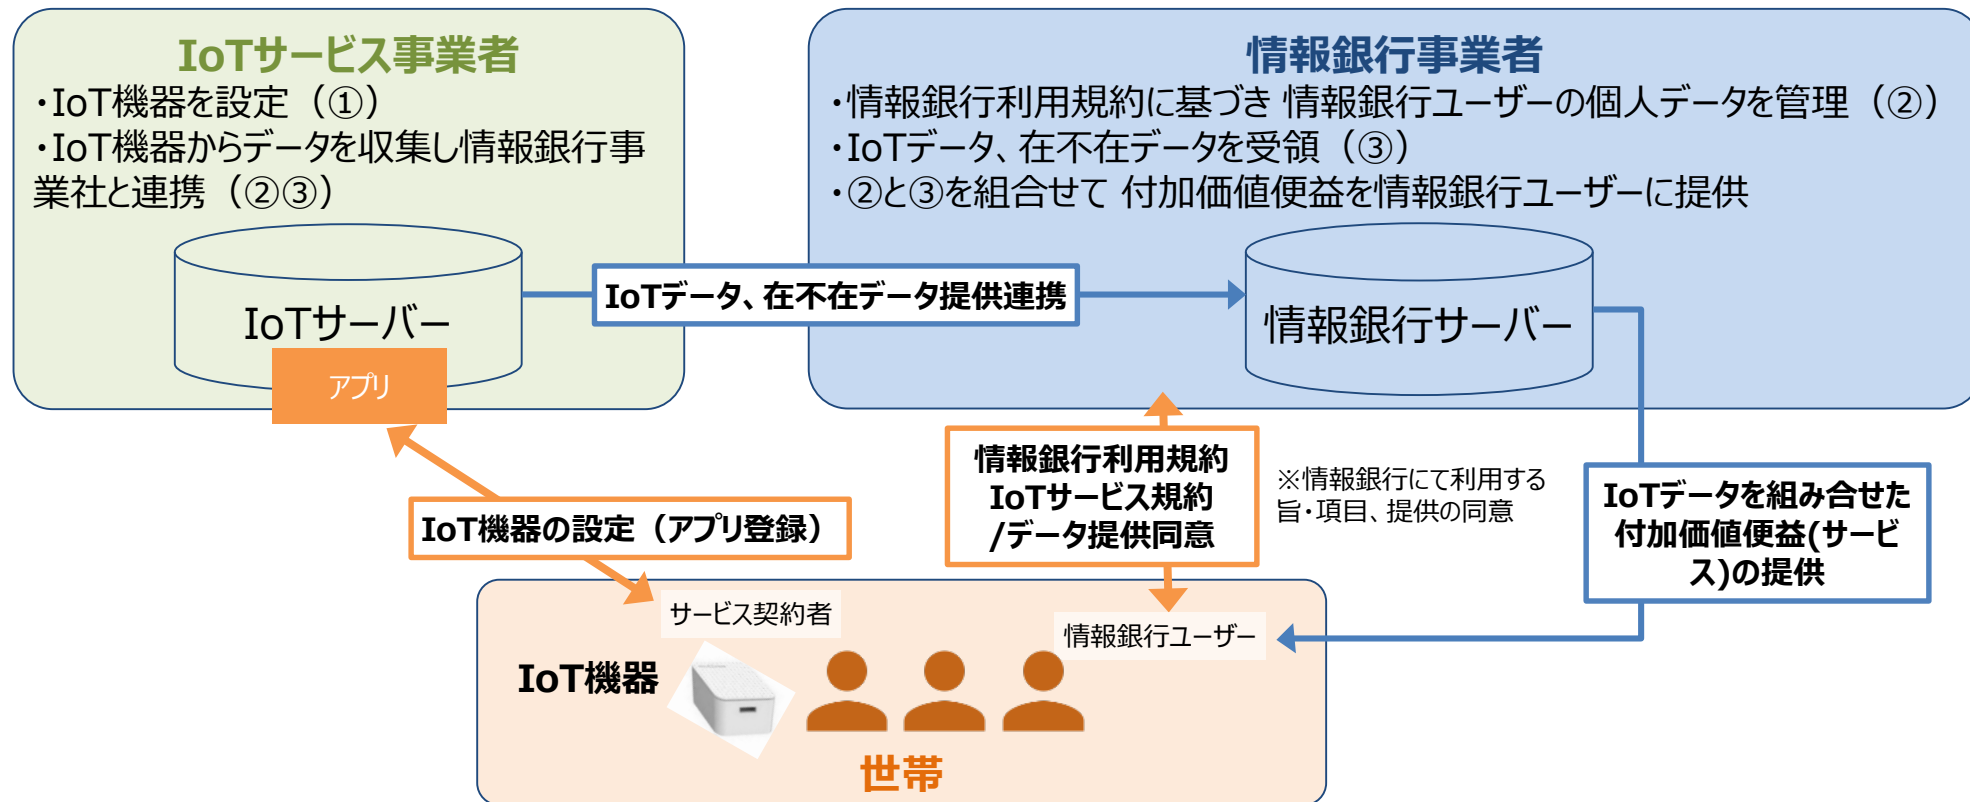 IoTサービス事業者
・IoT機器を設定（①）
・IoT機器からデータを収集し情報銀行事
業社と連携（②③）
IoTサーバー
アプリ
情報銀行事業者
・情報銀行利用規約に基づき 情報銀行ユーザーの個人データを管理（②）
・IoTデータ、在不在データを受領（③）
・②と③を組合せて 付加価値便益を情報銀行ユーザーに提供
IoTデータ、在不在データ提供連携
情報銀行サーバー
IoT機器の設定（アプリ登録）
情報銀行利用規約
IoTサービス規約
/データ提供同意
※情報銀行にて利用する
旨・項目、提供の同意
IoTデータを組み合せた
付加価値便益(サービ
ス)の提供
サービス契約者
情報銀行ユーザー
IoT機器
世帯